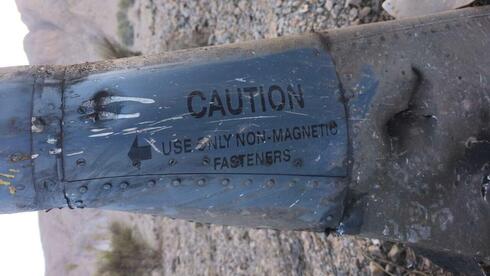 CAUTION
USE ONLY NON-MAGNETIC
FASTENERS